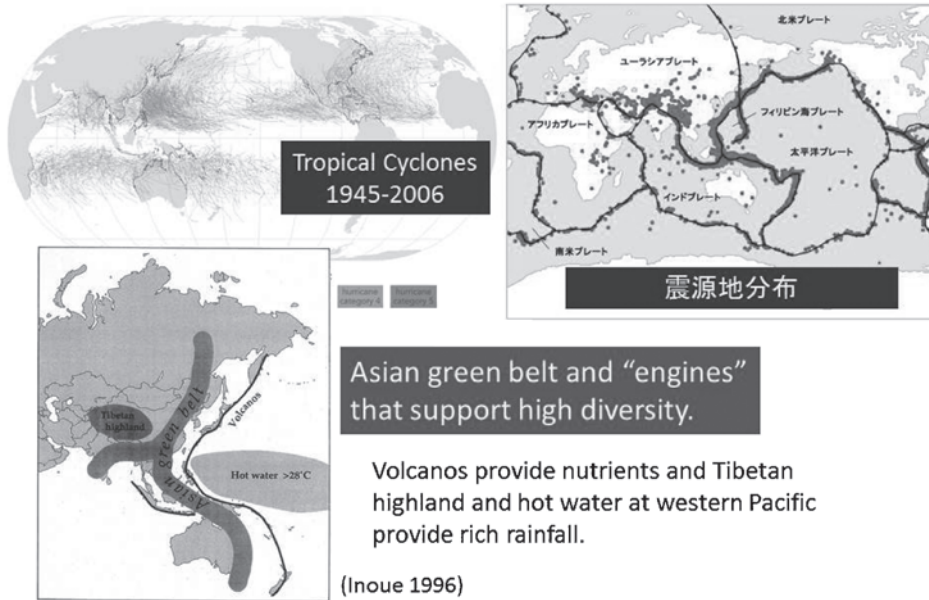 Tropical Cyclones
1945-2006
北米プレート
ユーラシアプレート
フィリピン海プレート
アフリカプレート
太平洋プレート
インドプレート
南米プレート
震源地分布
hurricane
category 4
hurricane
category 5
Tibetan
highland
Asian green belt
Volcanos
Hot water >28°C
Asian green belt and “engines”
that support high diversity.
Volcanos provide nutrients and Tibetan
highland and hot water at western Pacific
provide rich rainfall.
(Inoue 1996)